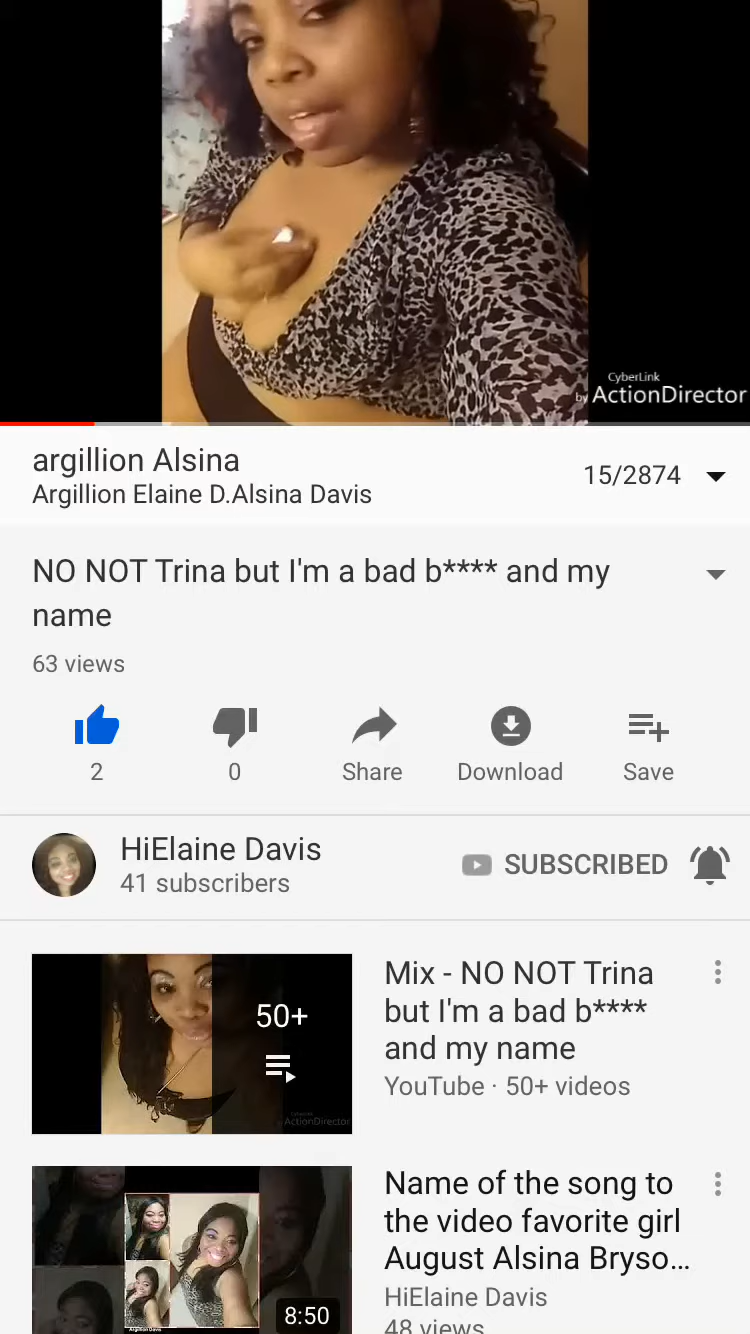 CyberLink
by ActionDirector
argillion Alsina
Argillion Elaine D.Alsina Davis
15/2874
NO NOT Trina but I'm a bad b**** and my
name
63 views
2
0
Share
Download
Save
HiElaine Davis
41 subscribers
SUBSCRIBED
50+
ActionDirector
Mix - NO NOT Trina
but I'm a bad b****
and my name
YouTube · 50+ videos
8:50
Name of the song to
the video favorite girl
August Alsina Bryso...
HiElaine Davis
48 views